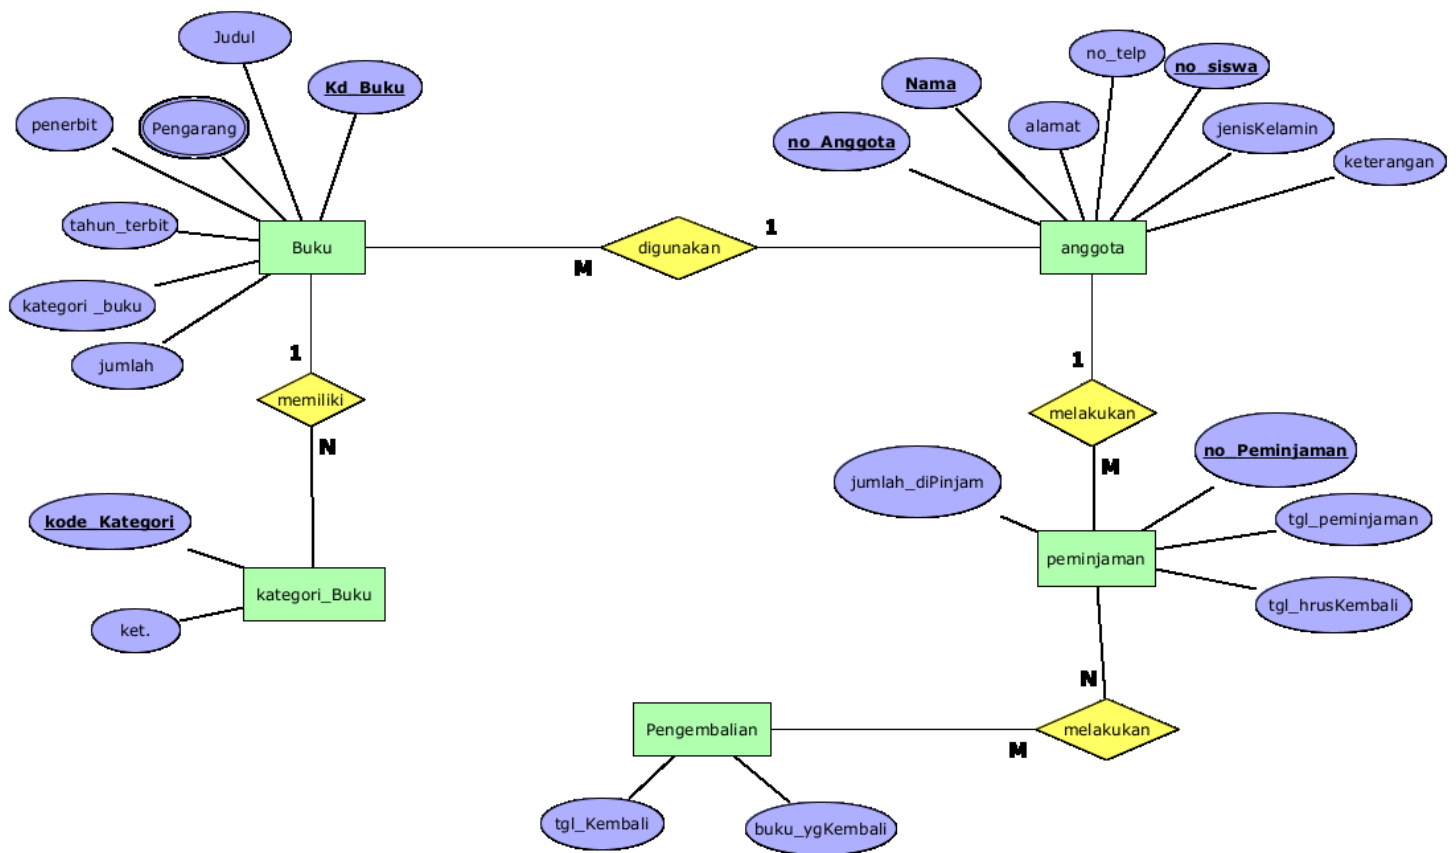 Judul
Kd_Buku
Pengarang
penerbit
tahun_terbit
kategori _buku
jumlah
Buku
M
digunakan
1
no_telp
no_siswa
Nama
alamat
jenisKelamin
no_Anggota
keterangan
anggota
1
memiliki
N
kode_Kategori
kategori_Buku
ket.
1
melakukan
M
jumlah_diPinjam
no_Peminjaman
tgl_peminjaman
peminjaman
tgl_hrusKembali
N
melakukan
M
Pengembalian
tgl_Kembali
buku_ygKembali